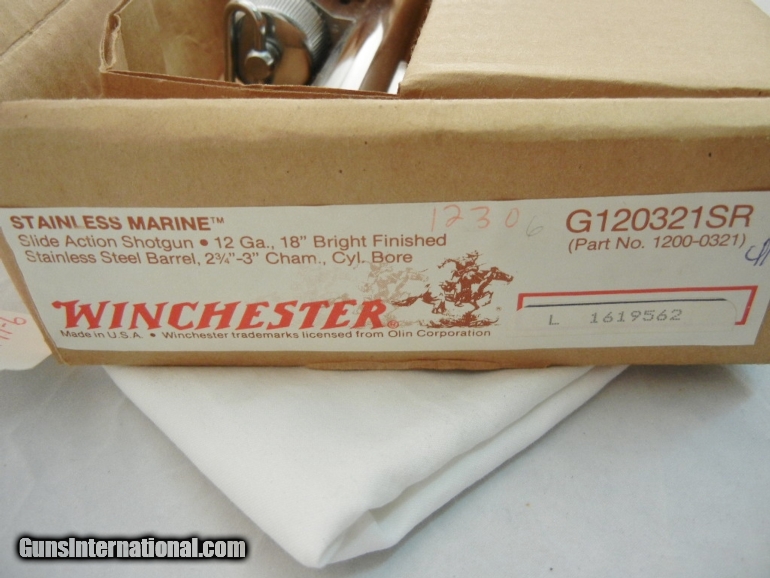 STAINLESS MARINE™
Slide Action Shotgun • 12 Ga., 18" Bright Finished
Stainless Steel Barrel, 2¾"-3" Cham., Cyl. Bore
12306
G120321SR
(Part No. 1200-0321)
WINCHESTER®
Made in U.S.A. • Winchester trademarks licensed from Olin Corporation
L 1619562
GunsInternational.com